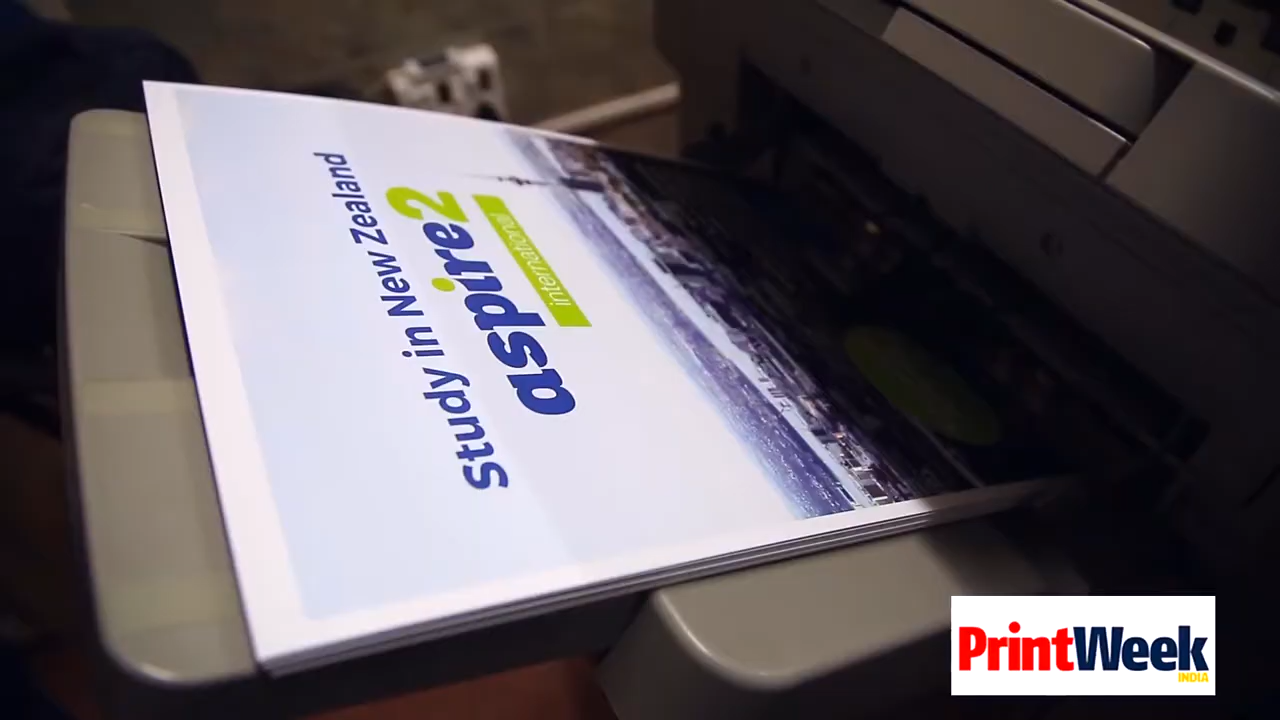 Study in New Zealand
aspire2
international
PrintWeek
INDIA